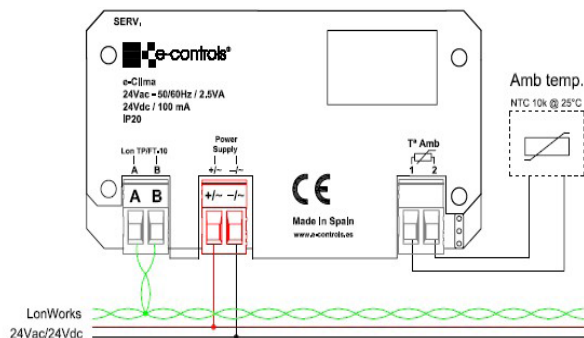 SERV,
e-controls®
e-Clima
24Vac - 50/60Hz / 2.5VA
24Vdc / 100 mA
IP20
Lon TP/FT-10
A B
A B
Power
Supply
+/~ –/~
+/~ –/~
CE
Made in Spain
www.e-controls.es
Tª Amb
1 2
Amb temp.
NTC 10k @ 25°C
LonWorks
24Vac/24Vdc